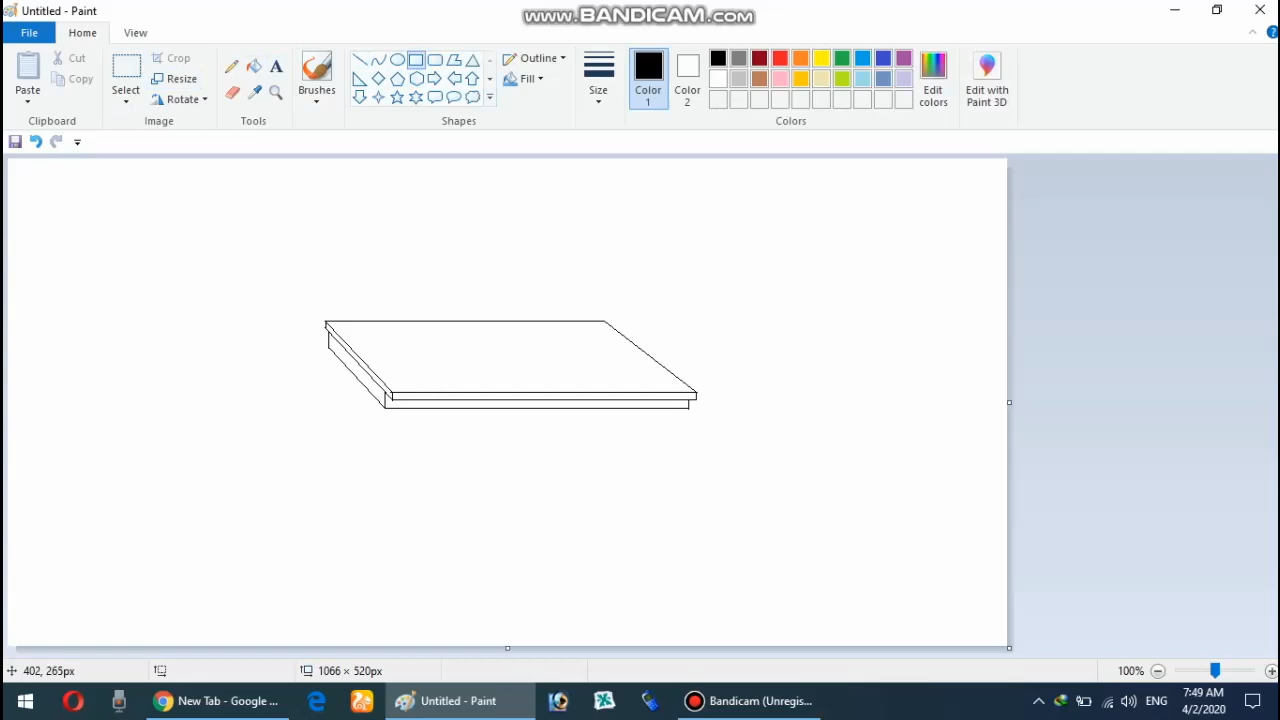 Untitled - Paint
www.BANDICAM.com
File Home View
Paste
Cut
Copy
Clipboard
Select
Crop
Resize
Rotate
Image
Tools
Brushes
Shapes
Outline
Fill
Size
Color 1
Color 2
Edit colors
Colors
Edit with Paint 3D
402, 265px
1066 × 520px
100%
New Tab - Google ...
Untitled - Paint
Bandicam (Unregis...
ENG
7:49 AM
4/2/2020